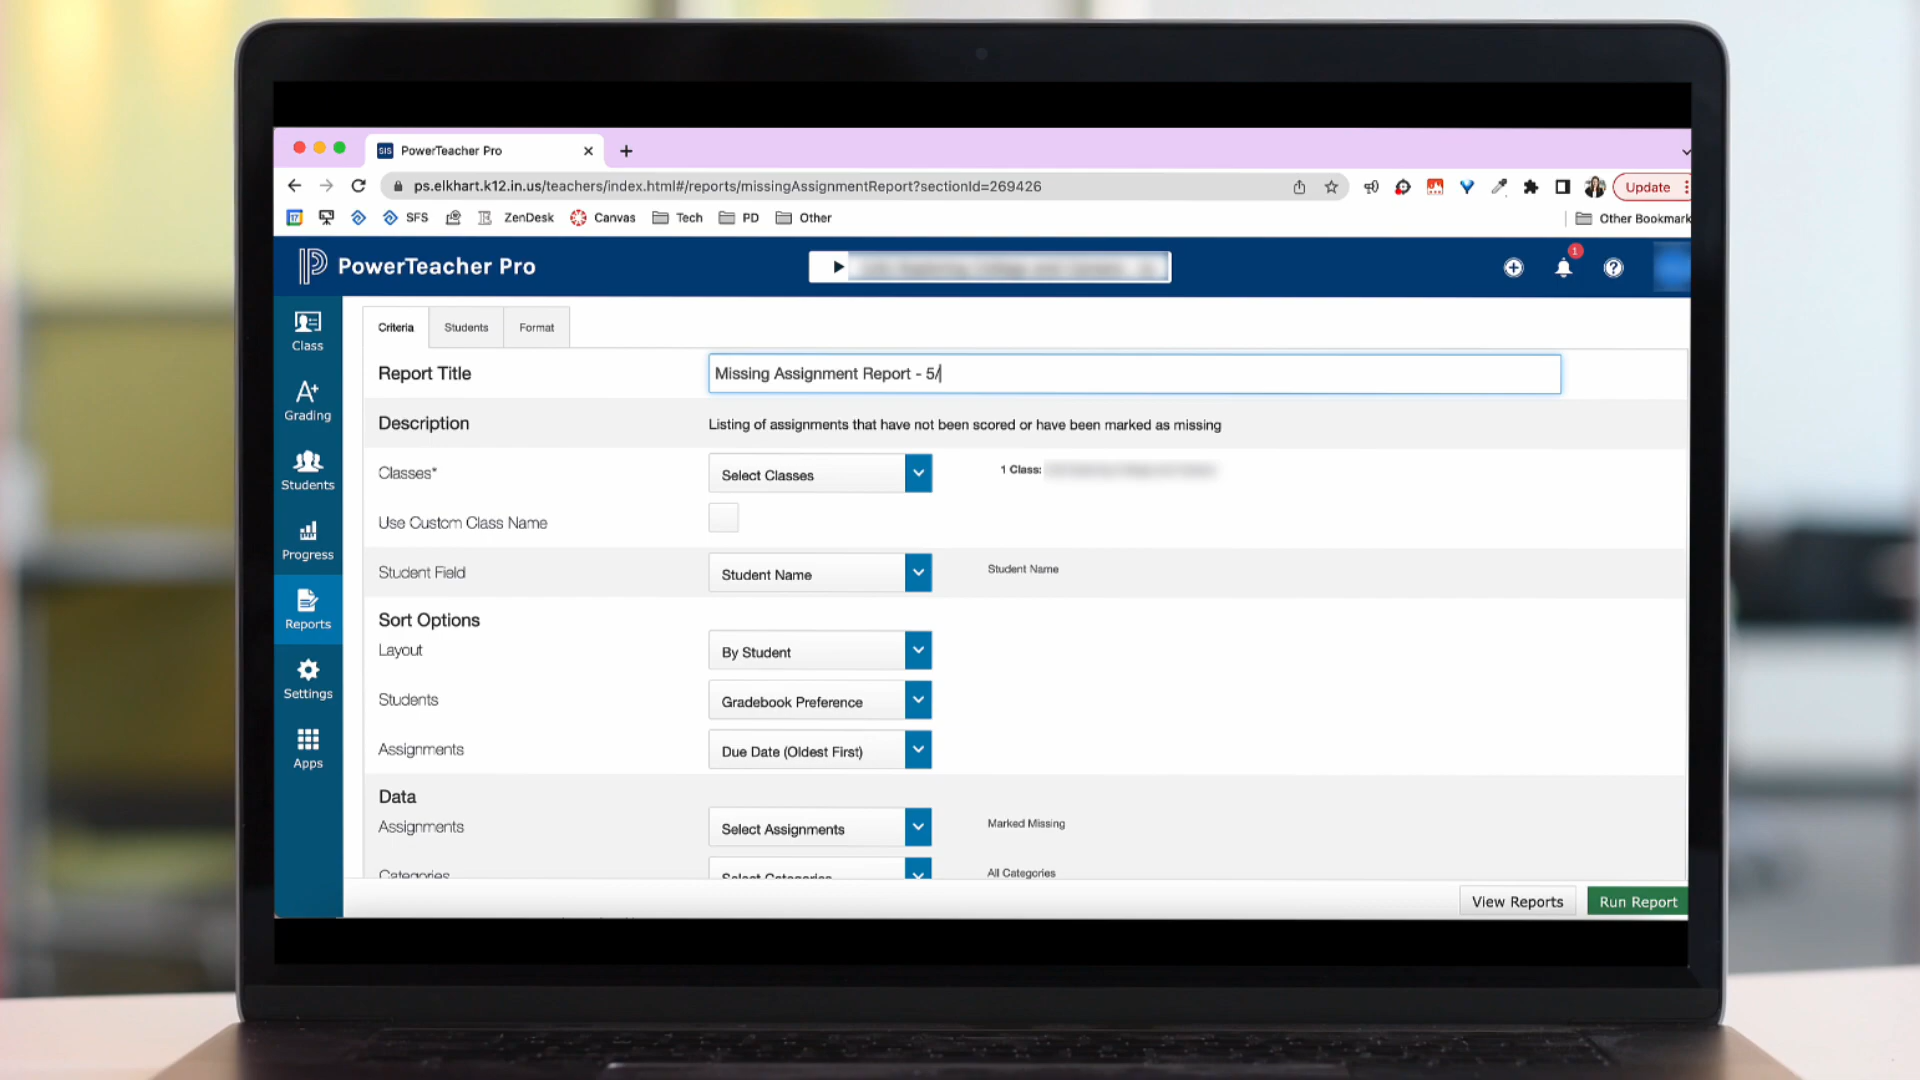 SIS PowerTeacher Pro
ps.elkhart.k12.in.us/teachers/index.html#/reports/missingAssignmentReport?sectionId=269426
Update
17 SFS ZenDesk Canvas Tech PD Other
Other Bookmark
PowerTeacher Pro
1
Class
Grading
Students
Progress
Reports
Settings
Apps
Criteria Students Format
Report Title Missing Assignment Report - 5/
Description Listing of assignments that have not been scored or have been marked as missing
Classes* Select Classes 1 Class:
Use Custom Class Name
Student Field Student Name Student Name
Sort Options
Layout By Student
Students Gradebook Preference
Assignments Due Date (Oldest First)
Data
Assignments Select Assignments Marked Missing
Categories Select Categories All Categories
View Reports Run Report